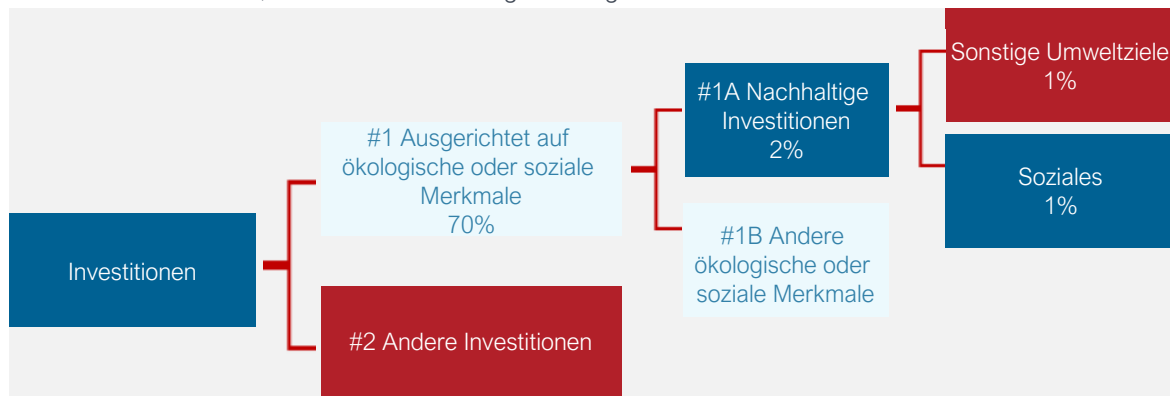 Investitionen
#1 Ausgerichtet auf
ökologische oder soziale
Merkmale
70%
#2 Andere Investitionen
#1A Nachhaltige
Investitionen
2%
#1B Andere
ökologische oder
soziale Merkmale
Sonstige Umweltziele
1%
Soziales
1%